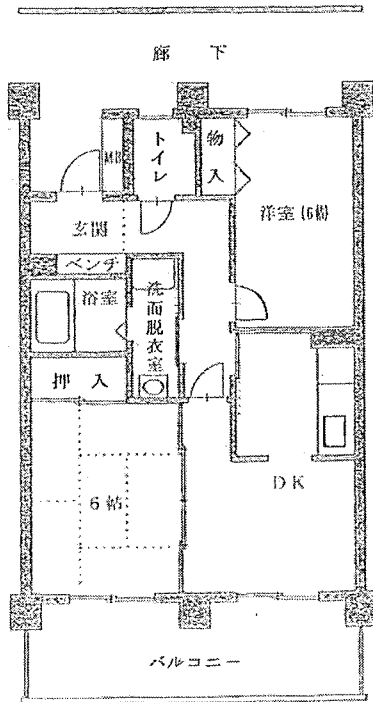 廊下
MB
トイレ
物入
洋室(6帖)
玄関
ベンチ
浴室
洗面脱衣室
押入
6帖
DK
バルコニー